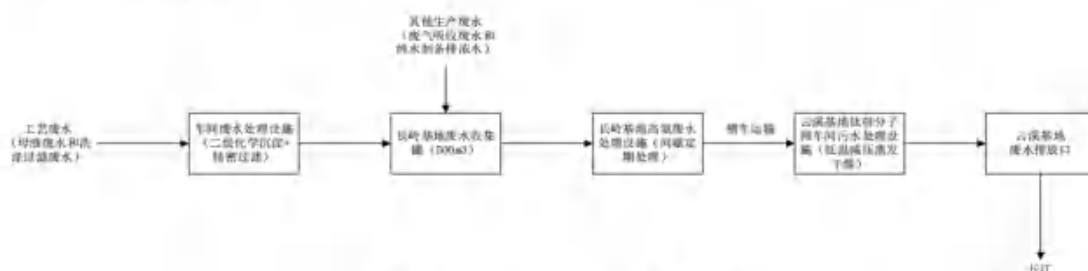 其他生产废水
（废气吸收废水和
纯水制备排浓水）
工艺废水
（母液废水和洗
涤过滤废水）
车间废水处理设施
（二级化学沉淀+
精密过滤）
长岭基地废水收集
罐（500m3）
长岭基地高氨废水
处理设施（间歇定
期处理）
槽车运输
云溪基地钛硅分子
筛车间污水处理设
施（低温减压蒸发
干燥）
云溪基地
废水排放口
长江